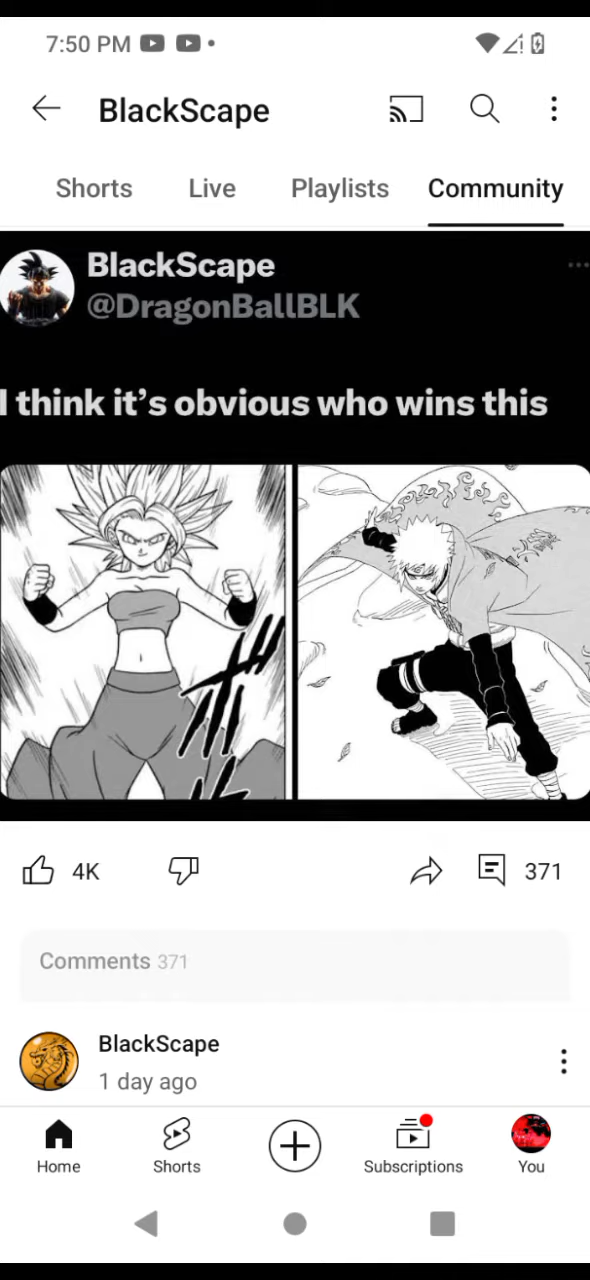 7:50 PM
BlackScape
Shorts Live Playlists Community
BlackScape
@DragonBallBLK
I think it’s obvious who wins this
4K 371
Comments 371
BlackScape
1 day ago
Home Shorts Subscriptions You